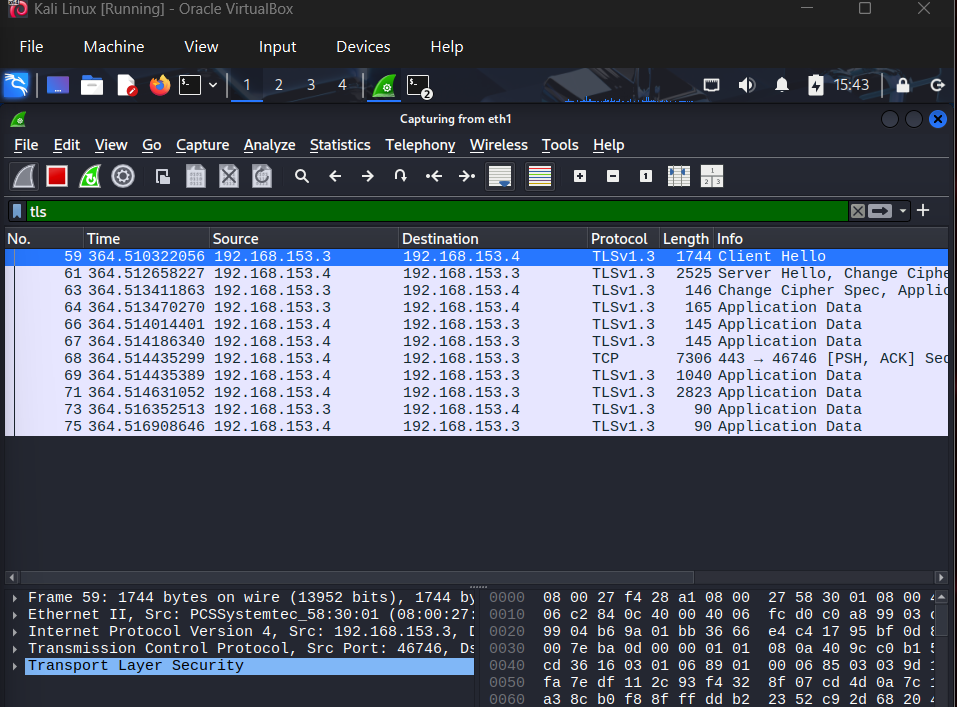 Kali Linux [Running] - Oracle VirtualBox
File Machine View Input Devices Help
1 2 3 4 2 15:43
Capturing from eth1
File Edit View Go Capture Analyze Statistics Telephony Wireless Tools Help
tls
No. Time Source Destination Protocol Length Info
59 364.510322056 192.168.153.3 192.168.153.4 TLSv1.3 1744 Client Hello
61 364.512658227 192.168.153.4 192.168.153.3 TLSv1.3 2525 Server Hello, Change Ciphe
63 364.513411863 192.168.153.3 192.168.153.4 TLSv1.3 146 Change Cipher Spec, Applic
64 364.513470270 192.168.153.3 192.168.153.4 TLSv1.3 165 Application Data
66 364.514014401 192.168.153.4 192.168.153.3 TLSv1.3 145 Application Data
67 364.514186340 192.168.153.4 192.168.153.3 TLSv1.3 145 Application Data
68 364.514435299 192.168.153.4 192.168.153.3 TCP 7306 443 → 46746 [PSH, ACK] Sec
69 364.514435389 192.168.153.4 192.168.153.3 TLSv1.3 1040 Application Data
71 364.514631052 192.168.153.4 192.168.153.3 TLSv1.3 2823 Application Data
73 364.516352513 192.168.153.3 192.168.153.4 TLSv1.3 90 Application Data
75 364.516908646 192.168.153.4 192.168.153.3 TLSv1.3 90 Application Data
Frame 59: 1744 bytes on wire (13952 bits), 1744 by
Ethernet II, Src: PCSSystemtec_58:30:01 (08:00:27:
Internet Protocol Version 4, Src: 192.168.153.3, D
Transmission Control Protocol, Src Port: 46746, Ds
Transport Layer Security
0000 08 00 27 f4 28 a1 08 00 27 58 30 01 08 00
0010 06 c2 84 0c 40 00 40 06 fc d0 c0 a8 99 03
0020 99 04 b6 9a 01 bb 36 66 e4 c4 17 95 bf 0d
0030 00 7e ba 0d 00 00 01 01 08 0a 40 9c c0 b1
0040 cd 36 16 03 01 06 89 01 00 06 85 03 03 9d
0050 fa 7e df 11 2c 93 f4 32 8f 07 cd 4d 0a 7c
0060 a3 8c b0 f8 8f ff dd b2 23 52 c9 2d 68 20